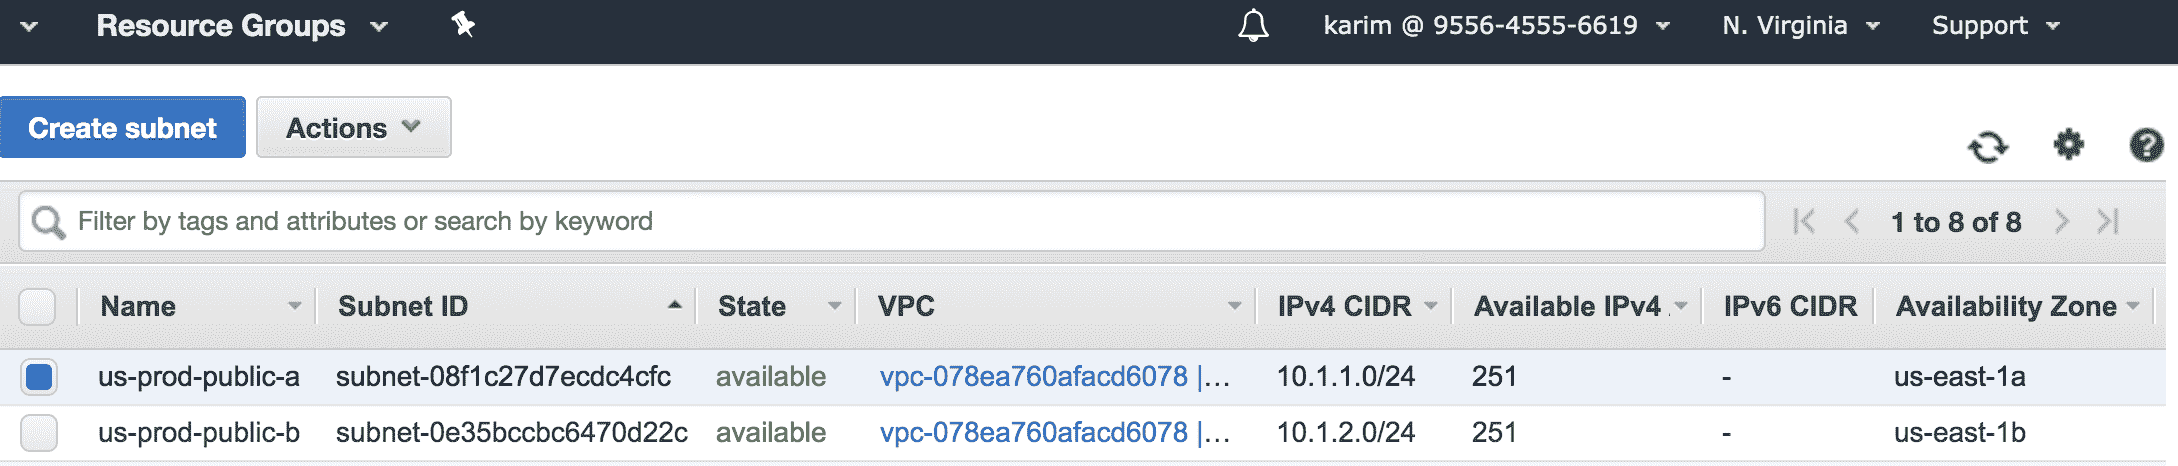 Resource Groups karim @ 9556-4555-6619 N. Virginia Support
Create subnet Actions
Filter by tags and attributes or search by keyword 1 to 8 of 8
Name Subnet ID State VPC IPv4 CIDR Available IPv4 . IPv6 CIDR Availability Zone
us-prod-public-a subnet-08f1c27d7ecdc4cfc available vpc-078ea760afacd6078 |... 10.1.1.0/24 251 - us-east-1a
us-prod-public-b subnet-0e35bccbc6470d22c available vpc-078ea760afacd6078 |... 10.1.2.0/24 251 - us-east-1b